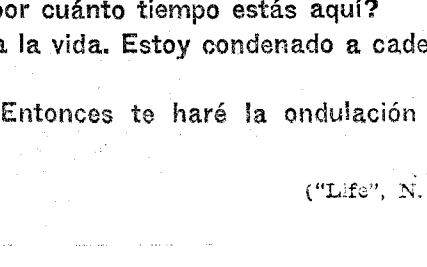 por cuánto tiempo estás aquí?
a la vida. Estoy condenado a cade
Entonces te haré la ondulación
("Life", N.